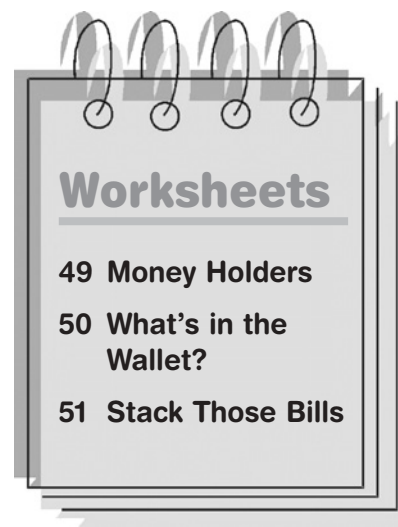 Worksheets
49 Money Holders
50 What's in the
Wallet?
51 Stack Those Bills